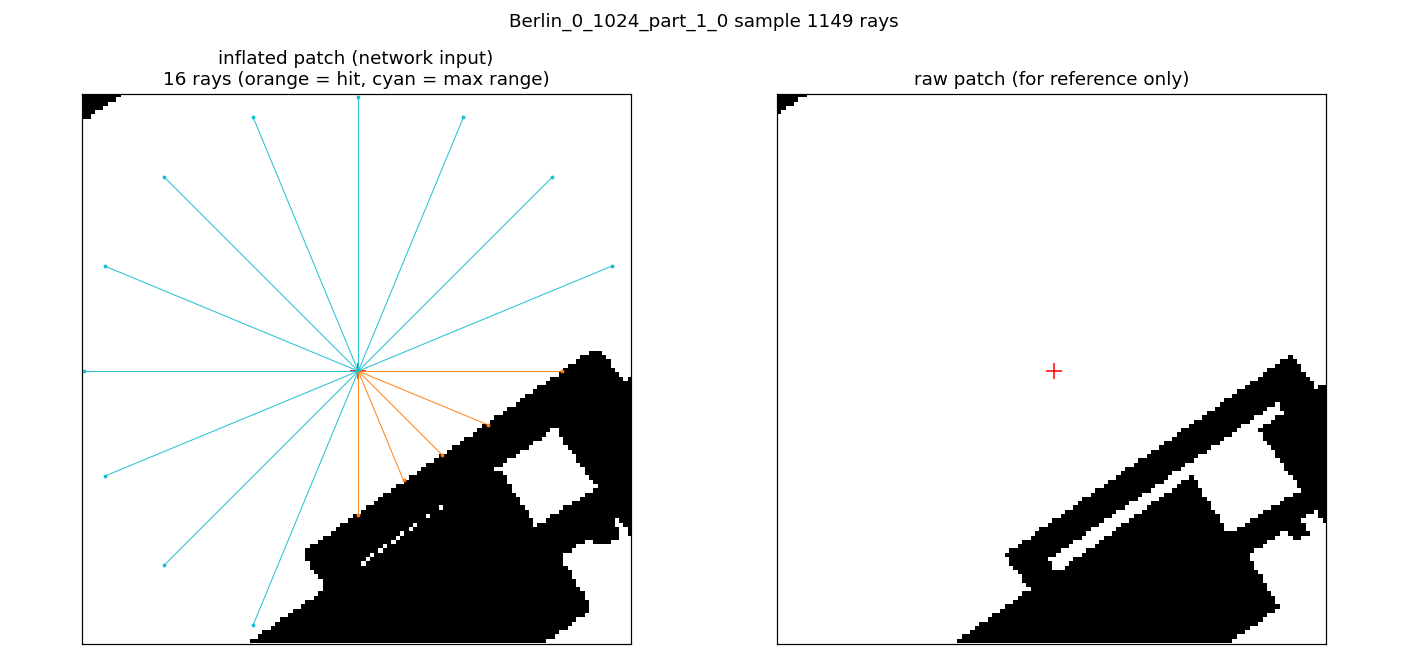 Berlin_0_1024_part_1_0 sample 1149 rays
inflated patch (network input)
16 rays (orange = hit, cyan = max range)
raw patch (for reference only)